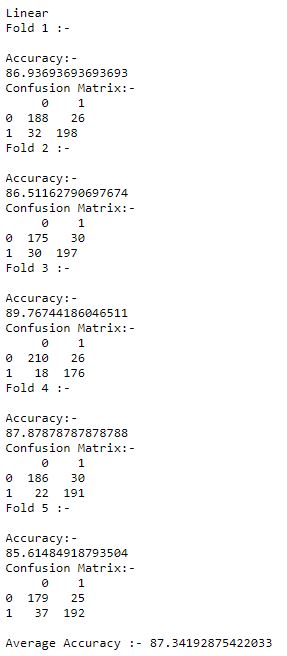 Linear
Fold 1 :-
Accuracy:-
86.93693693693693
Confusion Matrix:-
0 1
0 188 26
1 32 198
Fold 2 :-
Accuracy:-
86.51162790697674
Confusion Matrix:-
0 1
0 175 30
1 30 197
Fold 3 :-
Accuracy:-
89.76744186046511
Confusion Matrix:-
0 1
0 210 26
1 18 176
Fold 4 :-
Accuracy:-
87.87878787878788
Confusion Matrix:-
0 1
0 186 30
1 22 191
Fold 5 :-
Accuracy:-
85.61484918793504
Confusion Matrix:-
0 1
0 179 25
1 37 192
Average Accuracy :- 87.34192875422033